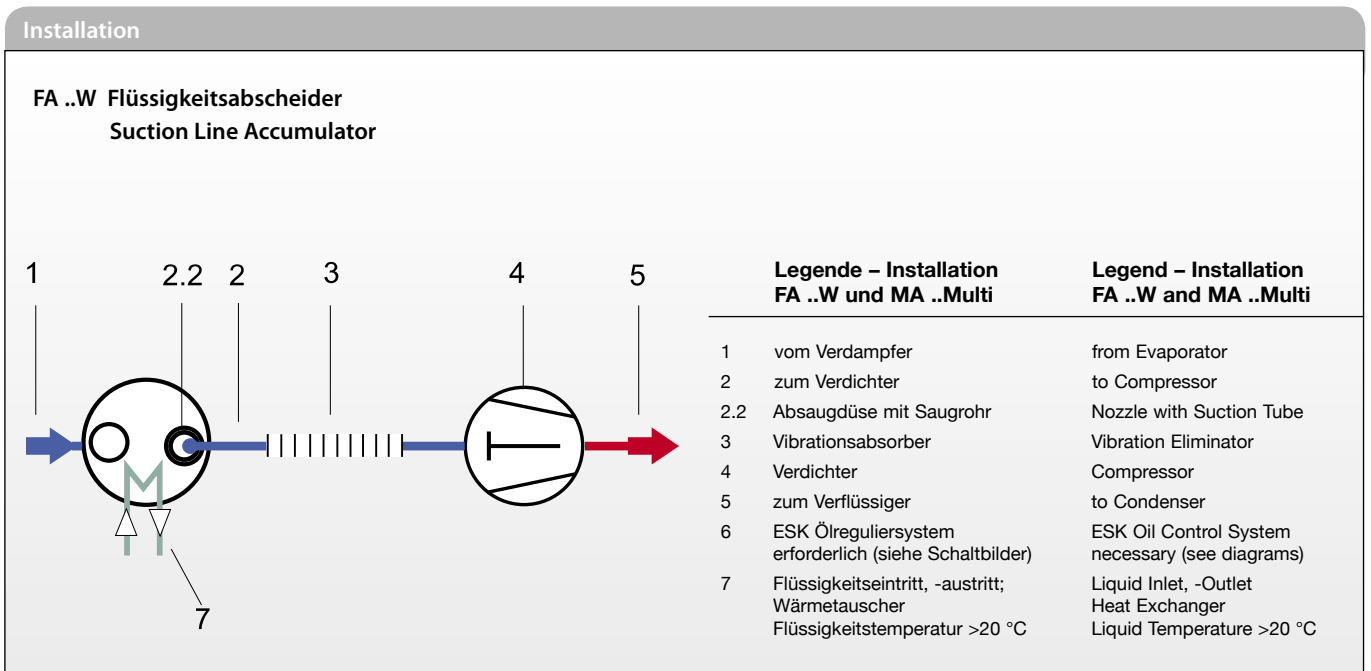 Installation
FA ..W Flüssigkeitsabscheider
Suction Line Accumulator
1 2.2 2 3 4 5
7
Legende – Installation Legend – Installation
FA ..W und MA ..Multi FA ..W and MA ..Multi
1 vom Verdampfer from Evaporator
2 zum Verdichter to Compressor
2.2 Absaugdüse mit Saugrohr Nozzle with Suction Tube
3 Vibrationsabsorber Vibration Eliminator
4 Verdichter Compressor
5 zum Verflüssiger to Condenser
6 ESK Ölreguliersystem ESK Oil Control System
erforderlich (siehe Schaltbilder) necessary (see diagrams)
7 Flüssigkeitseintritt, -austritt; Liquid Inlet, -Outlet
Wärmetauscher Heat Exchanger
Flüssigkeitstemperatur >20 °C Liquid Temperature >20 °C